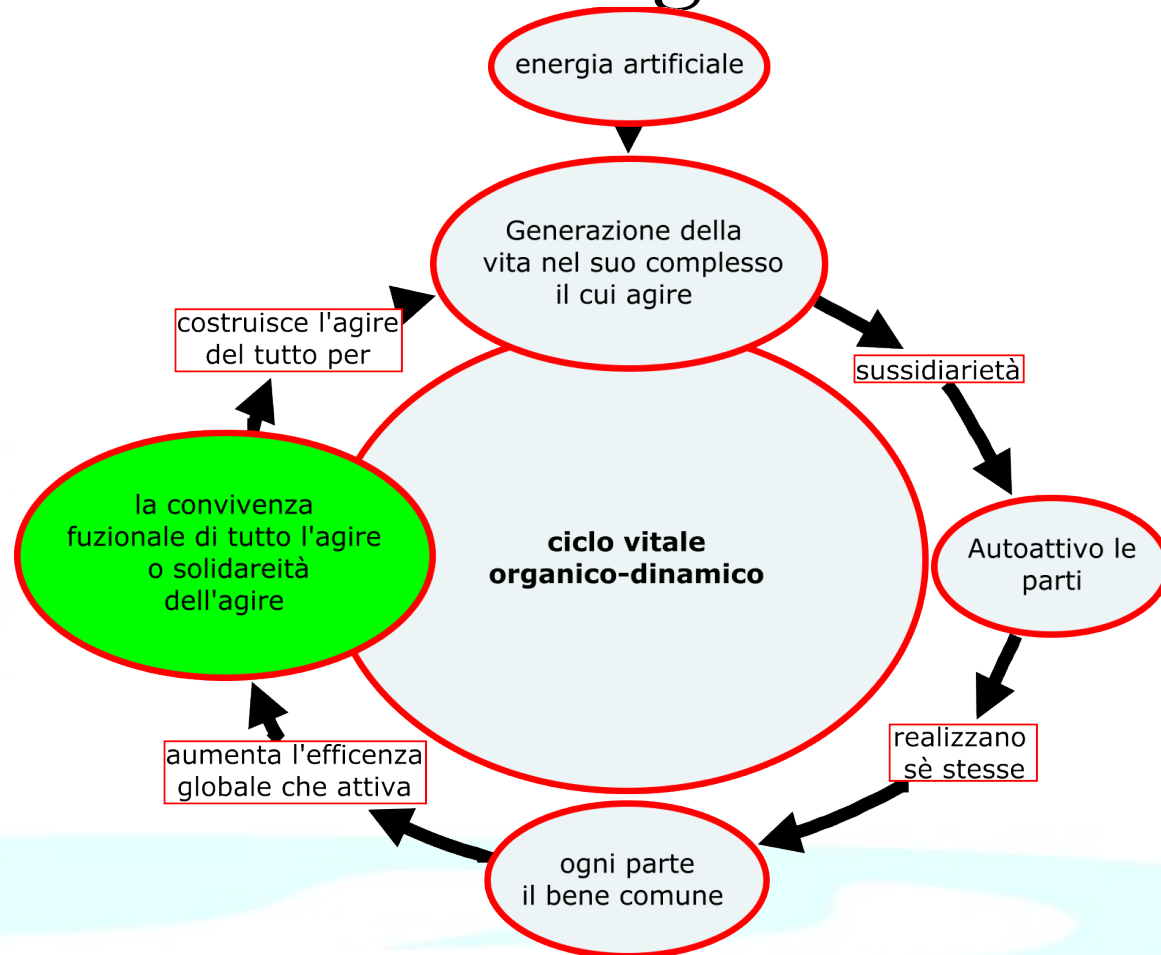 energia artificiale
Generazione della
vita nel suo complesso
il cui agire
costruisce l'agire
del tutto per
sussidiarietà
la convivenza
fuzionale di tutto l'agire
o solidareità
dell'agire
ciclo vitale
organico-dinamico
Autoattivo le
parti
realizzano
sè stesse
aumenta l'efficenza
globale che attiva
ogni parte
il bene comune